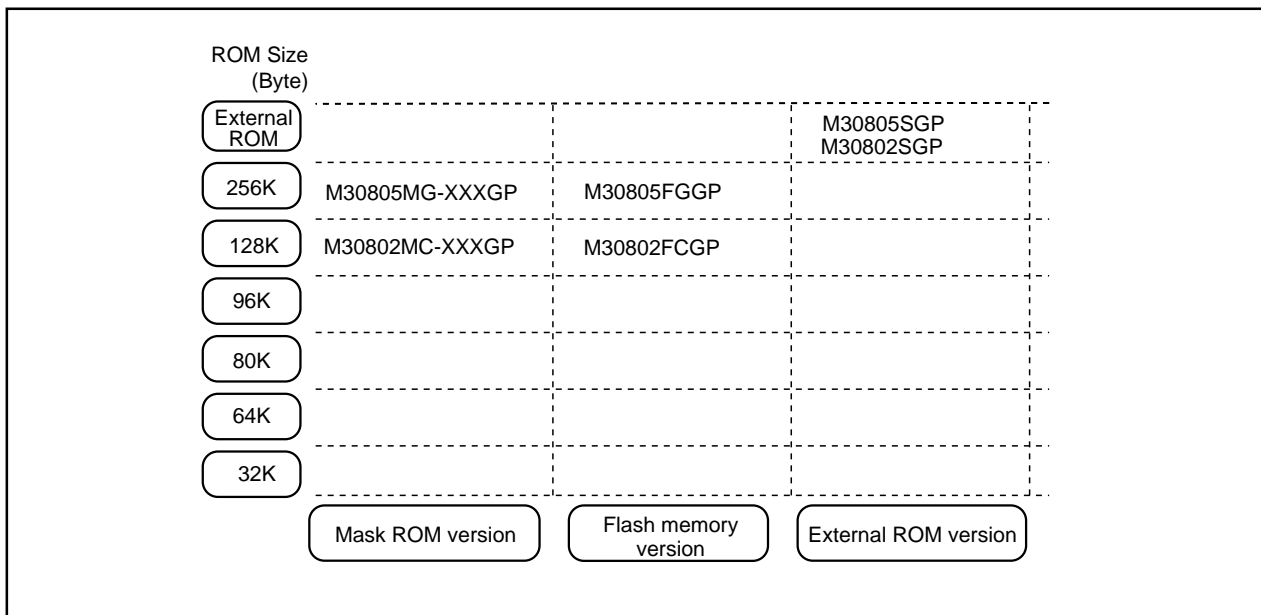 ROM Size
(Byte)
External
ROM
M30805SGP
M30802SGP
256K
M30805MG-XXXGP
M30805FGGP
128K
M30802MC-XXXGP
M30802FCGP
96K
80K
64K
32K
Mask ROM version
Flash memory
version
External ROM version